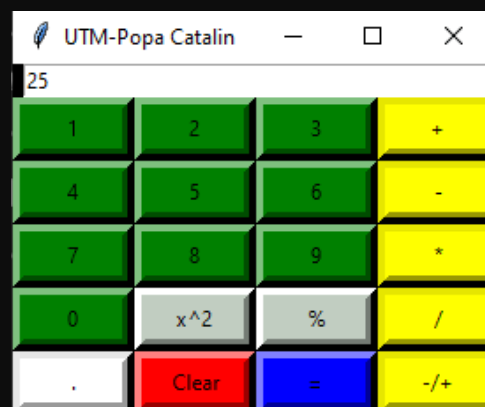 UTM-Popa Catalin
25
1 2 3 +
4 5 6 -
7 8 9 *
0 x^2 % /
. Clear = -/+